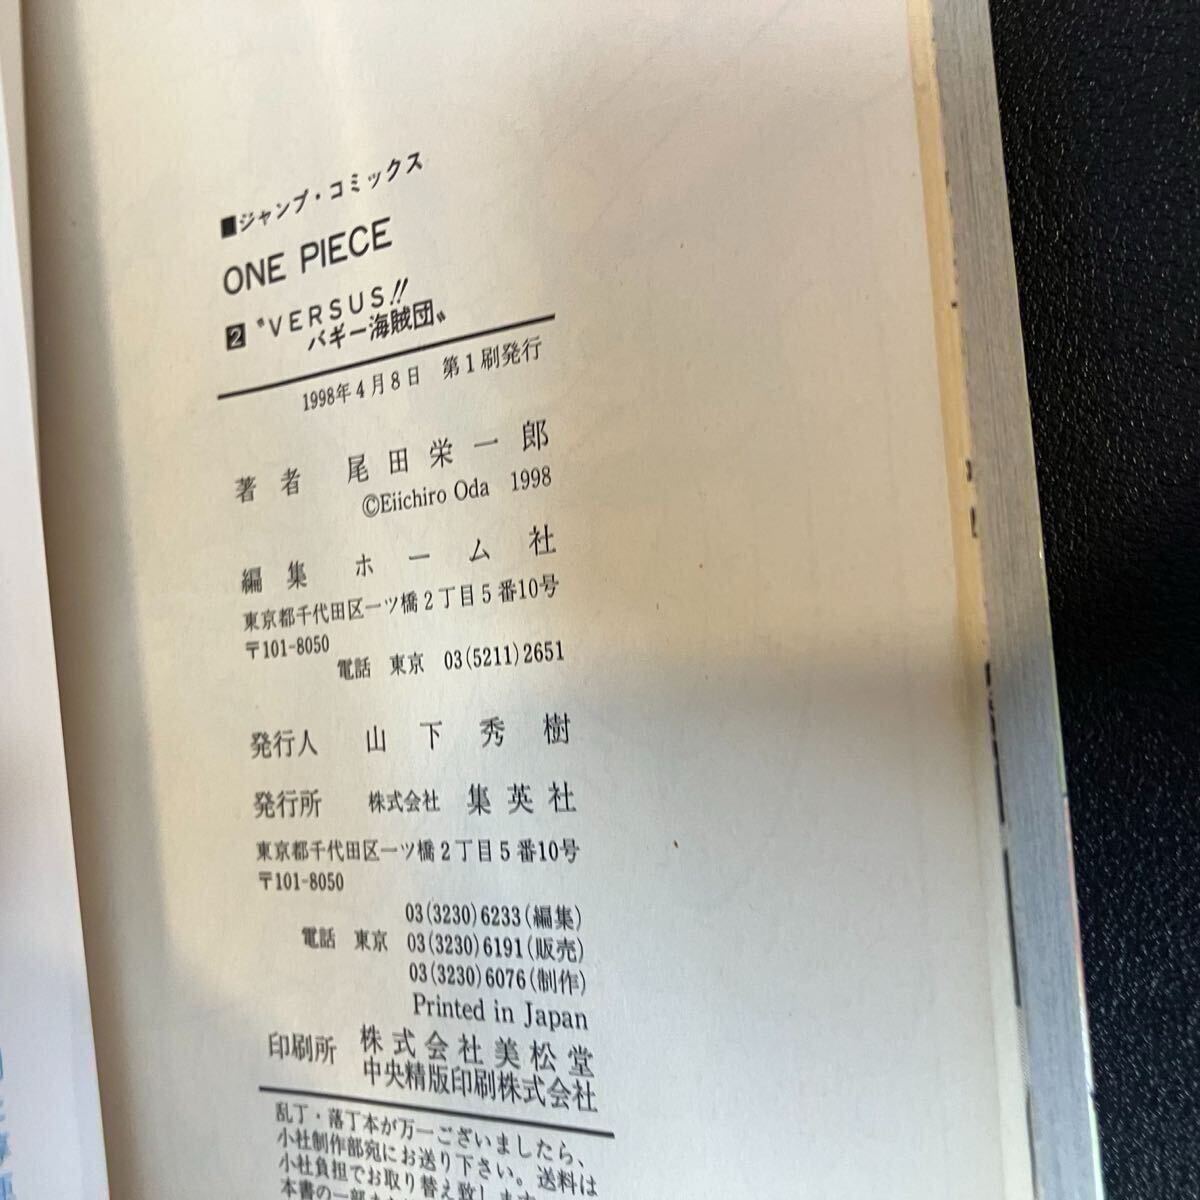 ■ジャンプ・コミックス
ONE PIECE
2 〝VERSUS!!
バギー海賊団〟
1998年4月8日 第1刷発行
著者 尾田栄一郎
©Eiichiro Oda 1998
編集 ホーム社
東京都千代田区一ツ橋2丁目5番10号
〒101-8050
電話 東京 03(5211)2651
発行人 山下秀樹
発行所 株式会社 集英社
東京都千代田区一ツ橋2丁目5番10号
〒101-8050
03(3230)6233(編集)
電話 東京 03(3230)6191(販売)
03(3230)6076(制作)
Printed in Japan
印刷所 株式会社美松堂
中央精版印刷株式会社
乱丁・落丁本が万一ございましたら、
小社制作部宛にお送り下さい。送料は
小社負担でお取り替え致します。
本書の一部